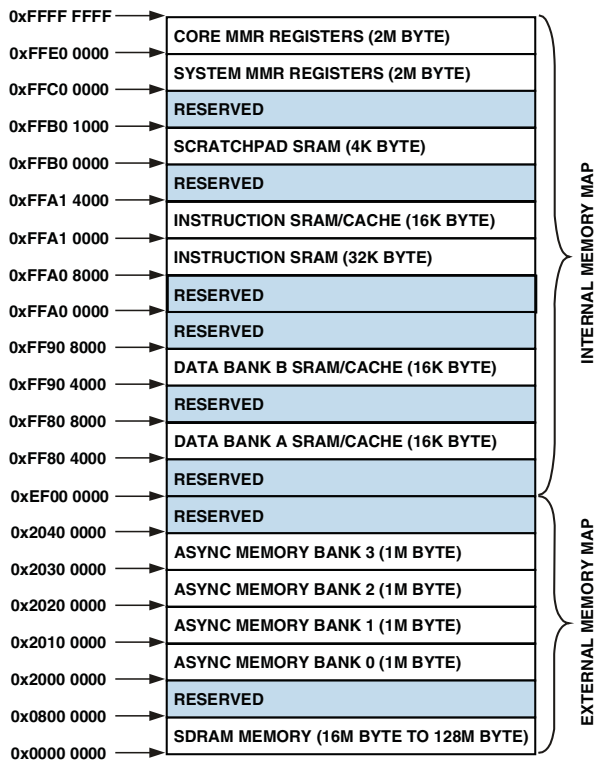 0xFFFF FFFF
CORE MMR REGISTERS (2M BYTE)
0xFFE0 0000
SYSTEM MMR REGISTERS (2M BYTE)
0xFFC0 0000
RESERVED
0xFFB0 1000
SCRATCHPAD SRAM (4K BYTE)
0xFFB0 0000
RESERVED
0xFFA1 4000
INSTRUCTION SRAM/CACHE (16K BYTE)
0xFFA1 0000
INSTRUCTION SRAM (32K BYTE)
0xFFA0 8000
RESERVED
0xFFA0 0000
RESERVED
0xFF90 8000
DATA BANK B SRAM/CACHE (16K BYTE)
0xFF90 4000
RESERVED
0xFF80 8000
DATA BANK A SRAM/CACHE (16K BYTE)
0xFF80 4000
RESERVED
0xEF00 0000
RESERVED
0x2040 0000
ASYNC MEMORY BANK 3 (1M BYTE)
0x2030 0000
ASYNC MEMORY BANK 2 (1M BYTE)
0x2020 0000
ASYNC MEMORY BANK 1 (1M BYTE)
0x2010 0000
ASYNC MEMORY BANK 0 (1M BYTE)
0x2000 0000
RESERVED
0x0800 0000
SDRAM MEMORY (16M BYTE TO 128M BYTE)
0x0000 0000
INTERNAL MEMORY MAP
EXTERNAL MEMORY MAP